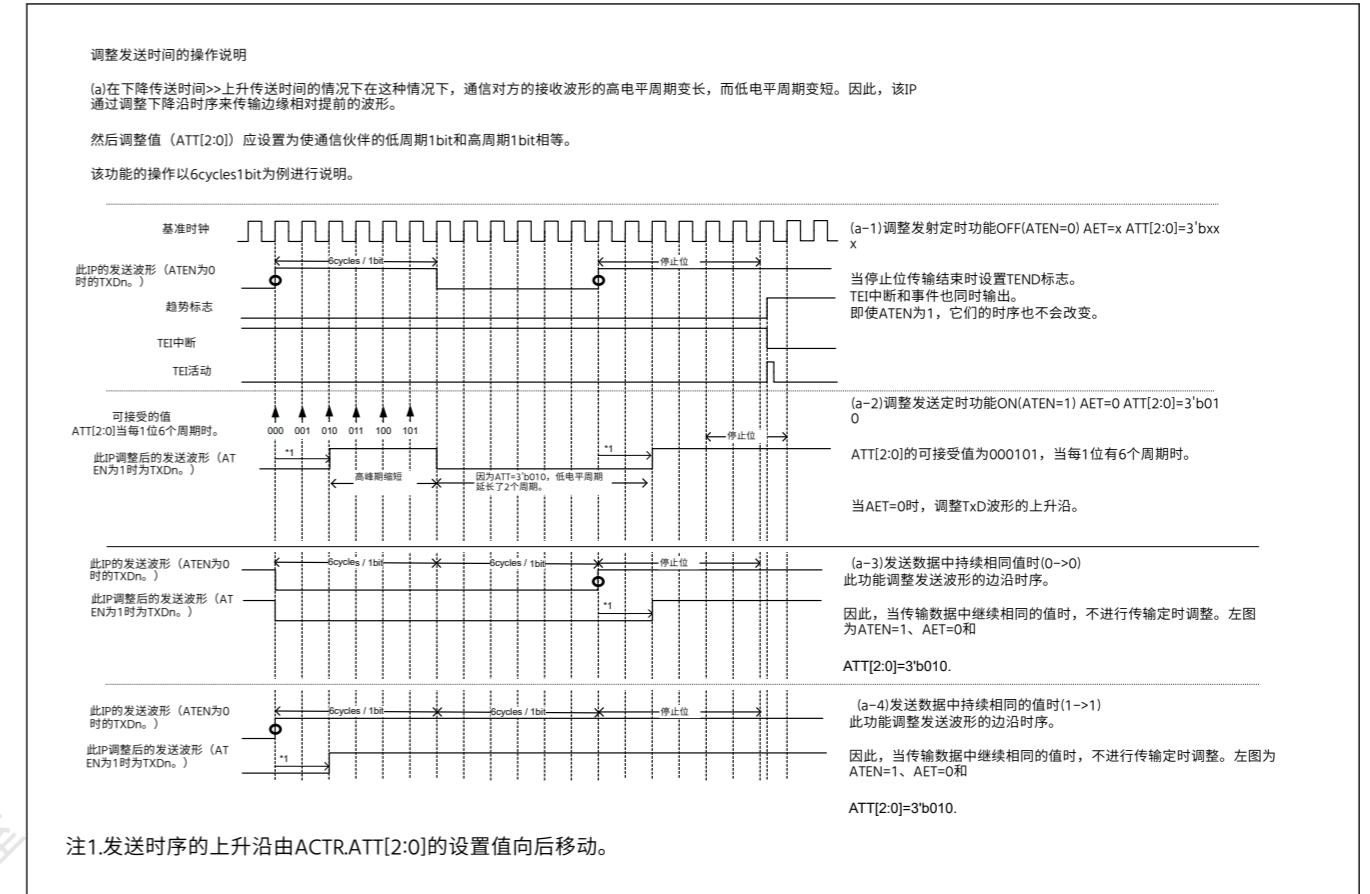 调整发送时间的操作说明
(a)在下降传送时间>>上升传送时间的情况下在这种情况下，通信对方的接收波形的高电平周期变长，而低电平周期变短。因此，该IP
通过调整下降沿时序来传输边缘相对提前的波形。
然后调整值（ATT[2:0]）应设置为使通信伙伴的低周期1bit和高周期1bit相等。
该功能的操作以6cycles1bit为例进行说明。
基准时钟
(a-1)调整发射定时功能OFF(ATEN=0) AET=x ATT[2:0]=3'bxx
x
6cycles / 1bit
停止位
此IP的发送波形（ATEN为0
时的TXDn。）
当停止位传输结束时设置TEND标志。
TEI中断和事件也同时输出。
即使ATEN为1，它们的时序也不会改变。
趋势标志
TEI中断
TEI活动
(a-2)调整发送定时功能ON(ATEN=1) AET=0 ATT[2:0]=3'b01
0
可接受的值
ATT[2:0]当每1位6个周期时。
000 001 010 011 100 101
停止位
*1
*1
此IP调整后的发送波形（AT
EN为1时为TXDn。）
ATT[2:0]的可接受值为000101，当每1位有6个周期时。
高峰期缩短
因为ATT=3'b010，低电平周期
延长了2个周期。
当AET=0时，调整TxD波形的上升沿。
此IP的发送波形（ATEN为0
时的TXDn。）
6cycles / 1bit
6cycles / 1bit
停止位
(a-3)发送数据中持续相同值时(0->0)
此功能调整发送波形的边沿时序。
此IP调整后的发送波形（AT
EN为1时为TXDn。）
*1
因此，当传输数据中继续相同的值时，不进行传输定时调整。左图
为ATEN=1、AET=0和
ATT[2:0]=3'b010.
此IP的发送波形（ATEN为0
时的TXDn。）
6cycles / 1bit
6cycles / 1bit
停止位
(a-4)发送数据中持续相同的值时(1->1)
此功能调整发送波形的边沿时序。
此IP调整后的发送波形（AT
EN为1时为TXDn。）
*1
因此，当传输数据中继续相同的值时，不进行传输定时调整。左图为
ATEN=1、AET=0和
ATT[2:0]=3'b010.
注1.发送时序的上升沿由ACTR.ATT[2:0]的设置值向后移动。